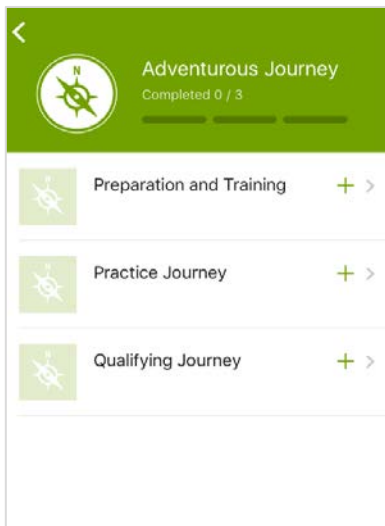 N
Adventurous Journey
Completed 0 / 3
N
Preparation and Training
N
Practice Journey
N
Qualifying Journey